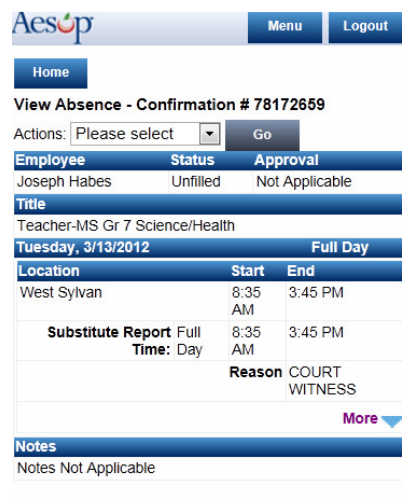 Aesop
Menu Logout
Home
View Absence - Confirmation # 78172659
Actions: Please select Go
Employee Status Approval
Joseph Habes Unfilled Not Applicable
Title
Teacher-MS Gr 7 Science/Health
Tuesday, 3/13/2012 Full Day
Location Start End
West Sylvan 8:35 AM 3:45 PM
Substitute Report Time: Full Day 8:35 AM 3:45 PM
Reason COURT WITNESS
More
Notes
Notes Not Applicable